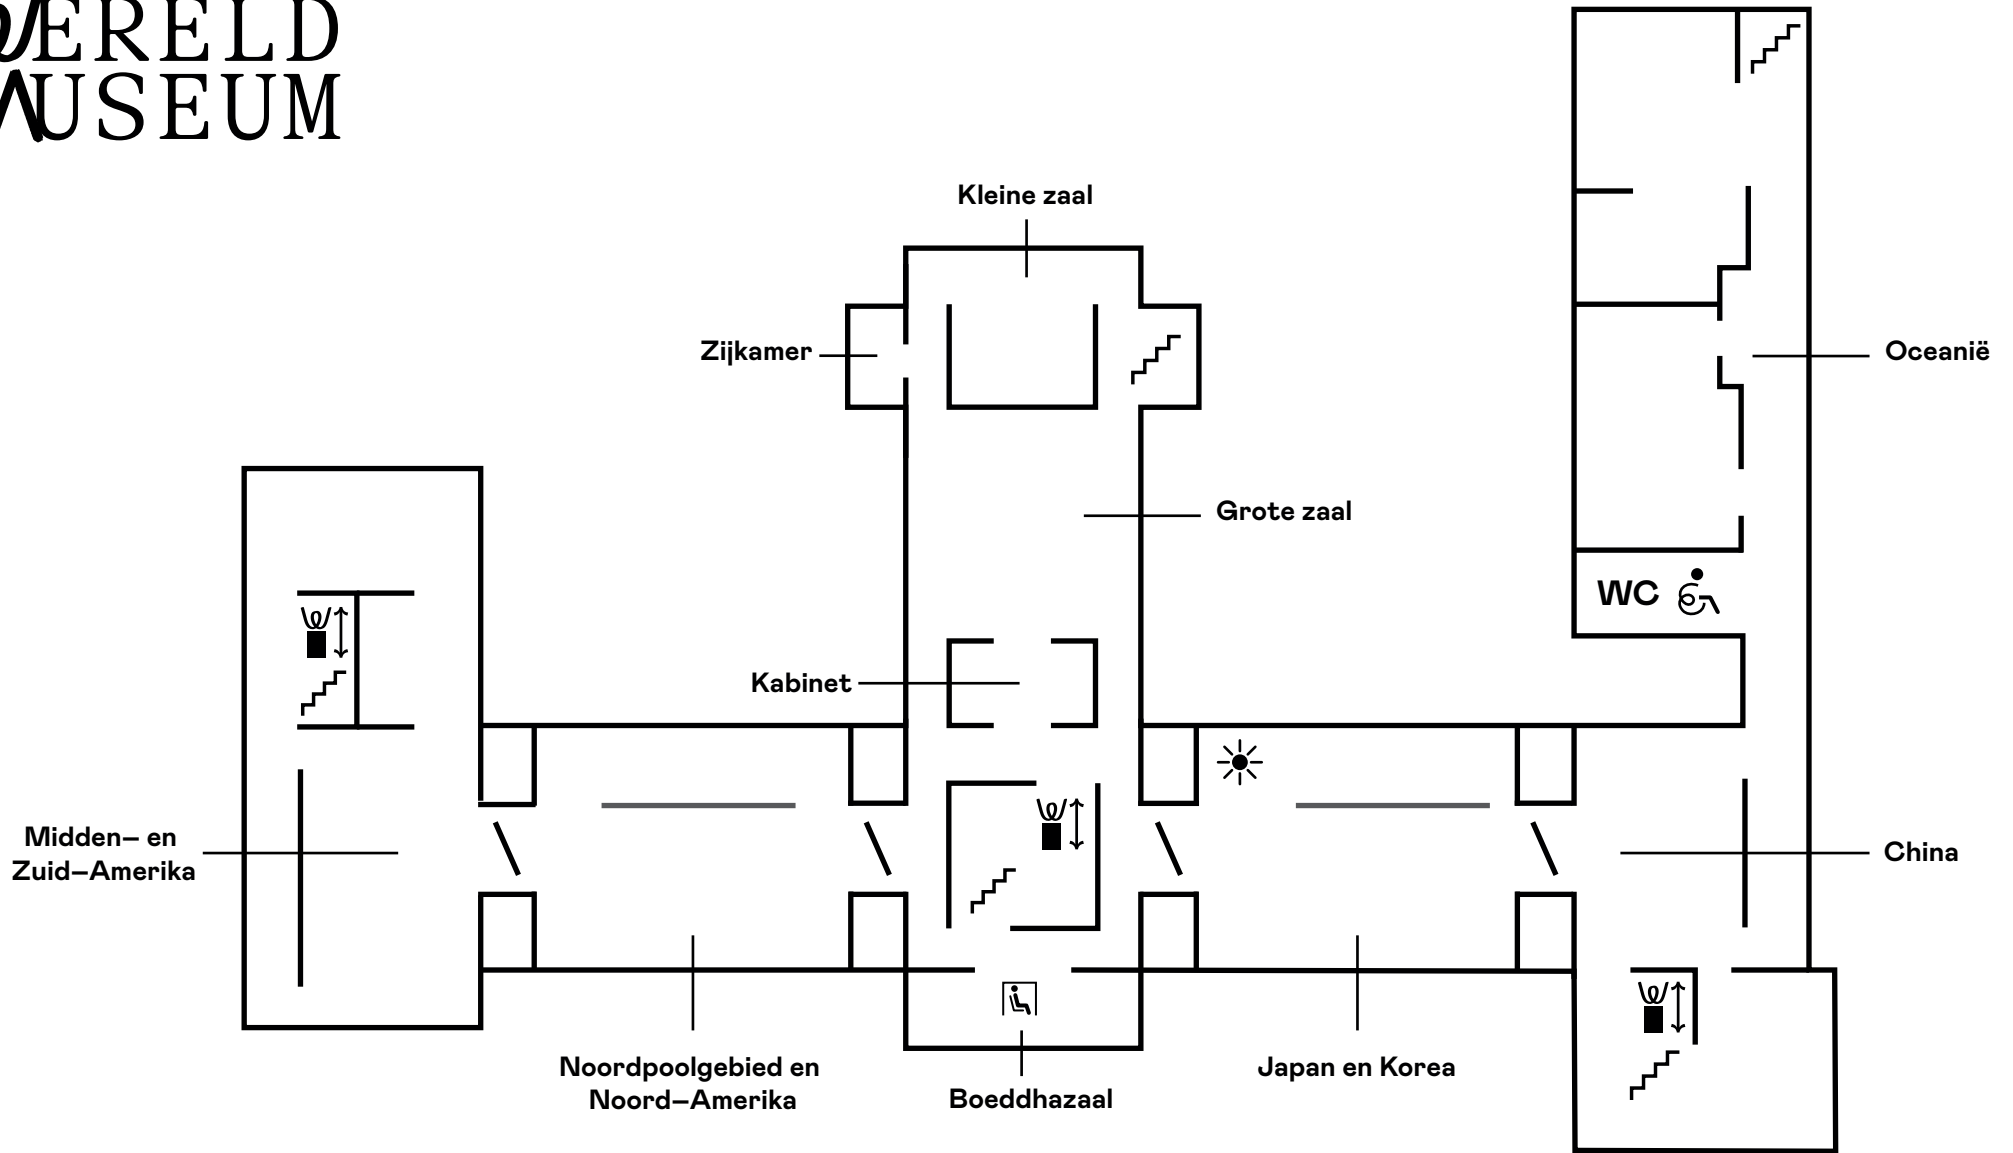 WERELD
MUSEUM
Kleine zaal
Zijkamer
Oceanië
Grote zaal
WC
Kabinet
Midden– en
Zuid–Amerika
China
Noordpoolgebied en
Noord–Amerika
Boeddhazaal
Japan en Korea